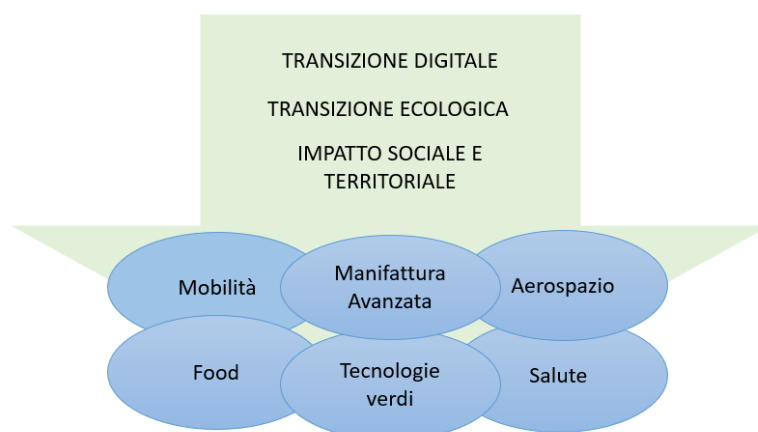 TRANSIZIONE DIGITALE
TRANSIZIONE ECOLOGICA
IMPATTO SOCIALE E
TERRITORIALE
Mobilità
Manifattura
Avanzata
Aerospazio
Food
Tecnologie
verdi
Salute